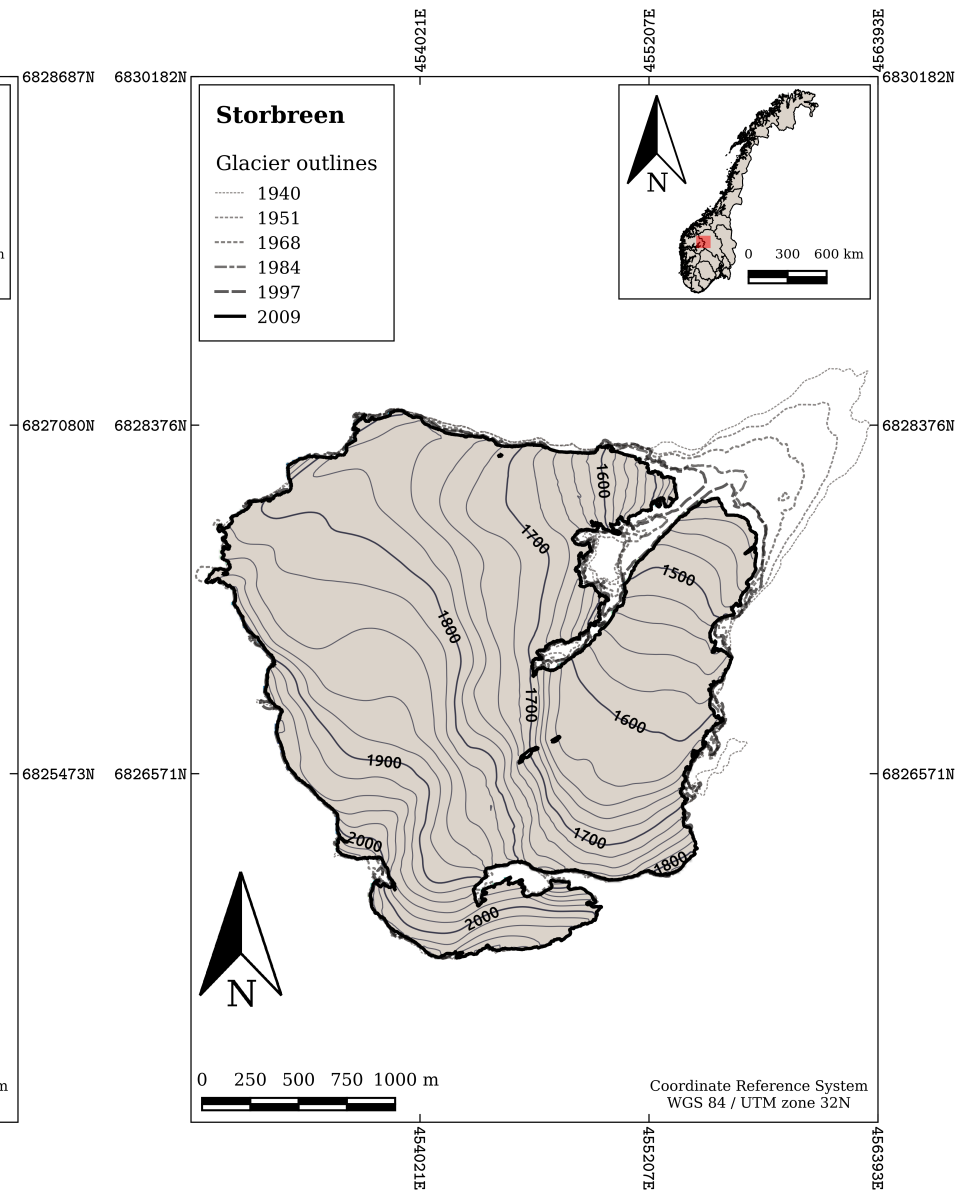 454021E
455207E
456393E
6828687N
6830182N
6830182N
Storbreen
Glacier outlines
1940
1951
1968
1984
1997
2009
N
0 300 600 km
m
6827080N
6828376N
6828376N
1600
1700
1500
1800
1700
1600
1900
6825473N
6826571N
6826571N
1700
2000
1800
2000
N
0 250 500 750 1000 m
m
Coordinate Reference System
WGS 84 / UTM zone 32N
454021E
455207E
456393E